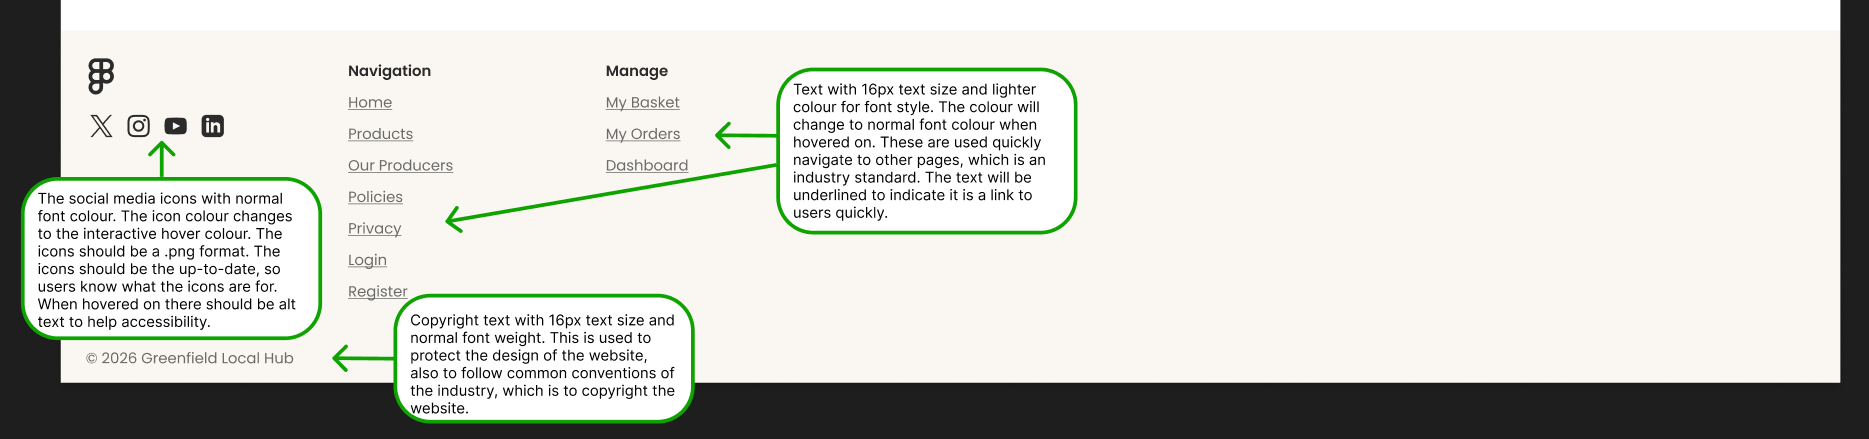 Navigation
Home
Products
Our Producers
Policies
Privacy
Login
Register
Manage
My Basket
My Orders
Dashboard
Text with 16px text size and lighter
colour for font style. The colour will
change to normal font colour when
hovered on. These are used quickly
navigate to other pages, which is an
industry standard. The text will be
underlined to indicate it is a link to
users quickly.
The social media icons with normal
font colour. The icon colour changes
to the interactive hover colour. The
icons should be a .png format. The
icons should be the up-to-date, so
users know what the icons are for.
When hovered on there should be alt
text to help accessibility.
Copyright text with 16px text size and
normal font weight. This is used to
protect the design of the website,
also to follow common conventions of
the industry, which is to copyright the
website.
© 2026 Greenfield Local Hub